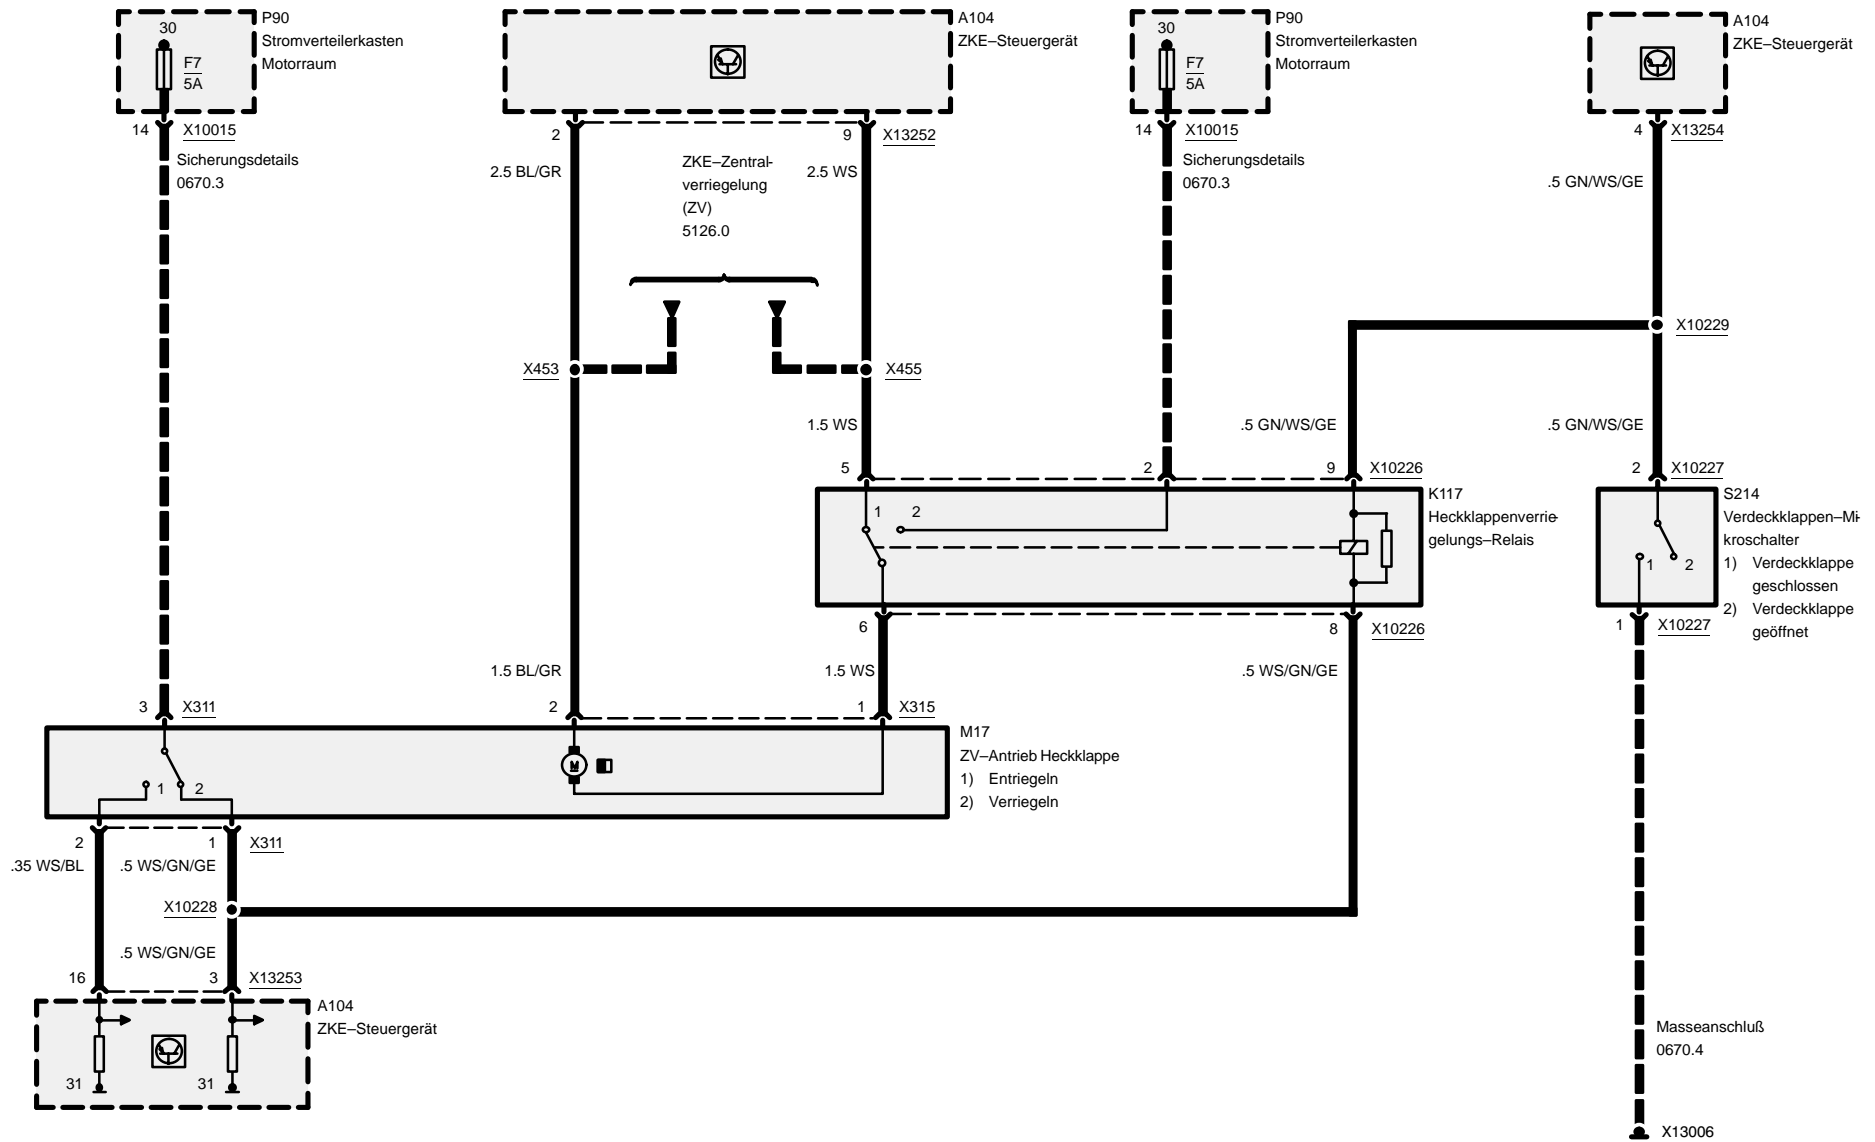 30
F7
5A
P90
Stromverteilerkasten
Motorraum
14
X10015
Sicherungsdetails
0670.3
A104
ZKE–Steuergerät
2
9
X13252
2.5 BL/GR
2.5 WS
ZKE–Zentral-
verriegelung
(ZV)
5126.0
30
F7
5A
P90
Stromverteilerkasten
Motorraum
14
X10015
Sicherungsdetails
0670.3
A104
ZKE–Steuergerät
4
X13254
.5 GN/WS/GE
X10229
X453
X455
1.5 WS
.5 GN/WS/GE
.5 GN/WS/GE
5
2
9
X10226
2
X10227
1
2
K117
Heckklappenverrie-
gelungs–Relais
1
2
S214
Verdeckklappen–Mi-
kroschalter
1) Verdeckklappe
geschlossen
2) Verdeckklappe
geöffnet
6
8
X10226
1
X10227
1.5 BL/GR
1.5 WS
.5 WS/GN/GE
3
X311
2
1
X315
1
2
M
M17
ZV–Antrieb Heckklappe
1) Entriegeln
2) Verriegeln
2
1
X311
.35 WS/BL
.5 WS/GN/GE
X10228
.5 WS/GN/GE
16
3
X13253
A104
ZKE–Steuergerät
31
31
Masseanschluß
0670.4
X13006